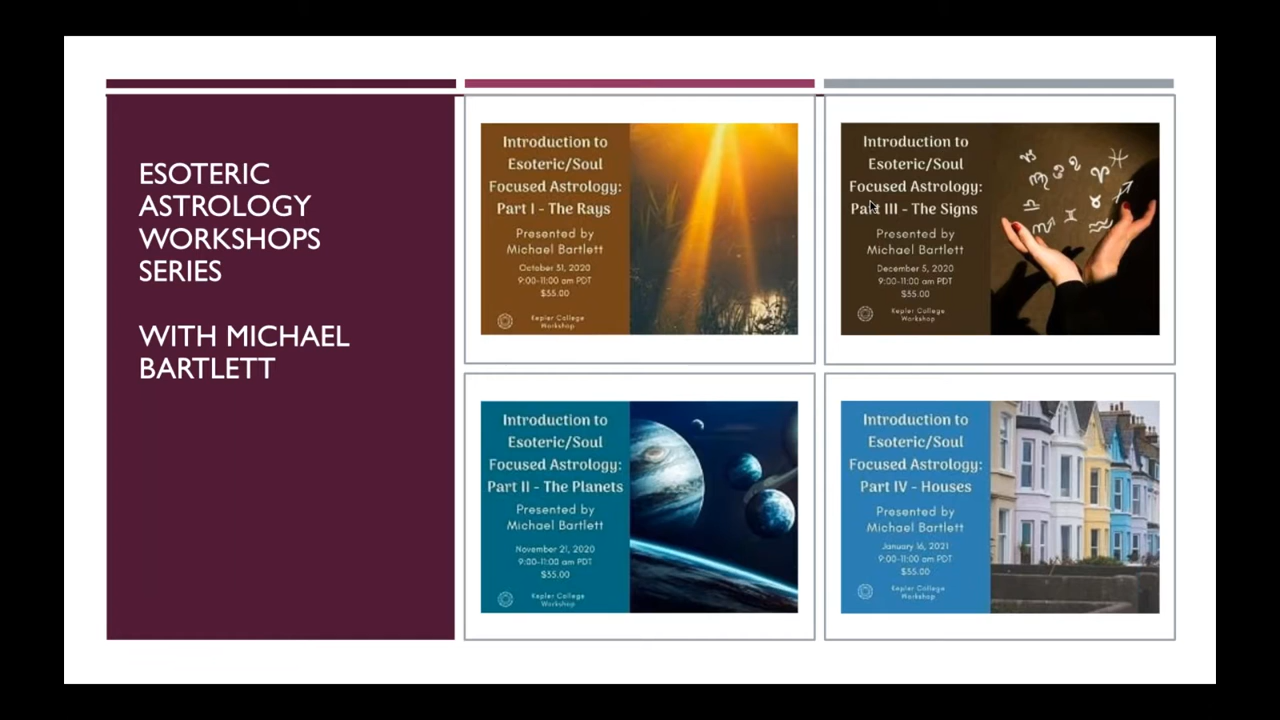 ESOTERIC
ASTROLOGY
WORKSHOPS
SERIES
WITH MICHAEL
BARTLETT
Introduction to
Esoteric/Soul
Focused Astrology:
Part I - The Rays
Presented by
Michael Bartlett
October 31, 2020
9:00-11:00 am PDT
$35.00
Kepler College
Workshop
Introduction to
Esoteric/Soul
Focused Astrology:
Part III - The Signs
Presented by
Michael Bartlett
December 5, 2020
9:00-11:00 am PDT
$35.00
Kepler College
Workshop
Introduction to
Esoteric/Soul
Focused Astrology:
Part II - The Planets
Presented by
Michael Bartlett
November 21, 2020
9:00-11:00 am PDT
$35.00
Kepler College
Workshop
Introduction to
Esoteric/Soul
Focused Astrology:
Part IV - Houses
Presented by
Michael Bartlett
January 16, 2021
9:00-11:00 am PDT
$35.00
Kepler College
Workshop